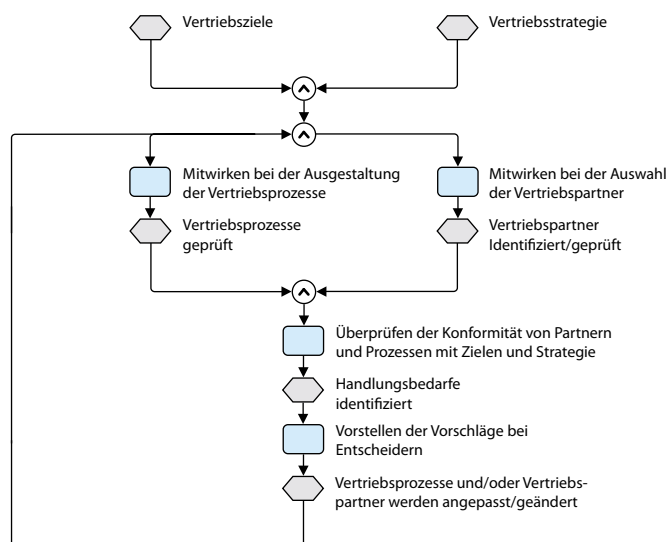 Vertriebsziele
Vertriebsstrategie
Mitwirken bei der Ausgestaltung
der Vertriebsprozesse
Mitwirken bei der Auswahl
der Vertriebspartner
Vertriebsprozesse
geprüft
Vertriebspartner
Identifiziert/geprüft
Überprüfen der Konformität von Partnern
und Prozessen mit Zielen und Strategie
Handlungsbedarfe
identifiziert
Vorstellen der Vorschläge bei
Entscheidern
Vertriebsprozesse und/oder Vertriebs-
partner werden angepasst/geändert